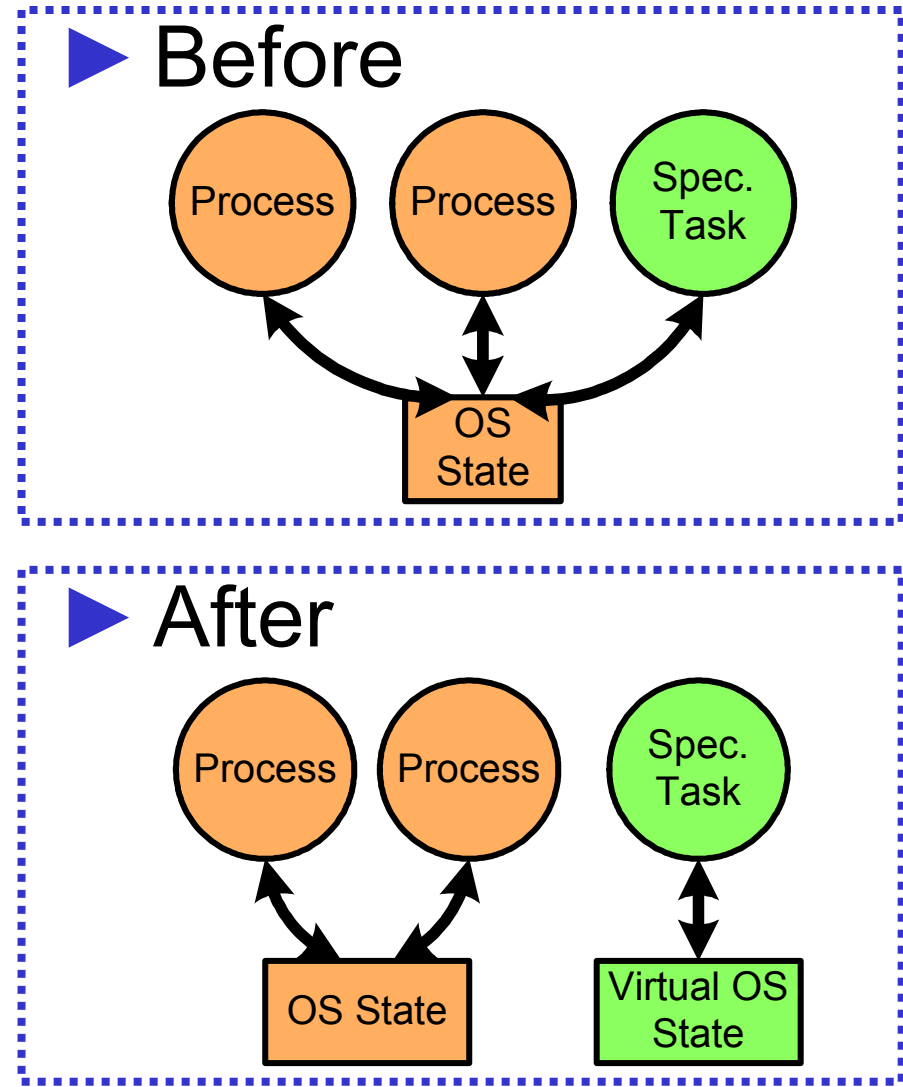 Before
Process
Process
Spec.
Task
OS
State
After
Process
Process
Spec.
Task
OS State
Virtual OS
State